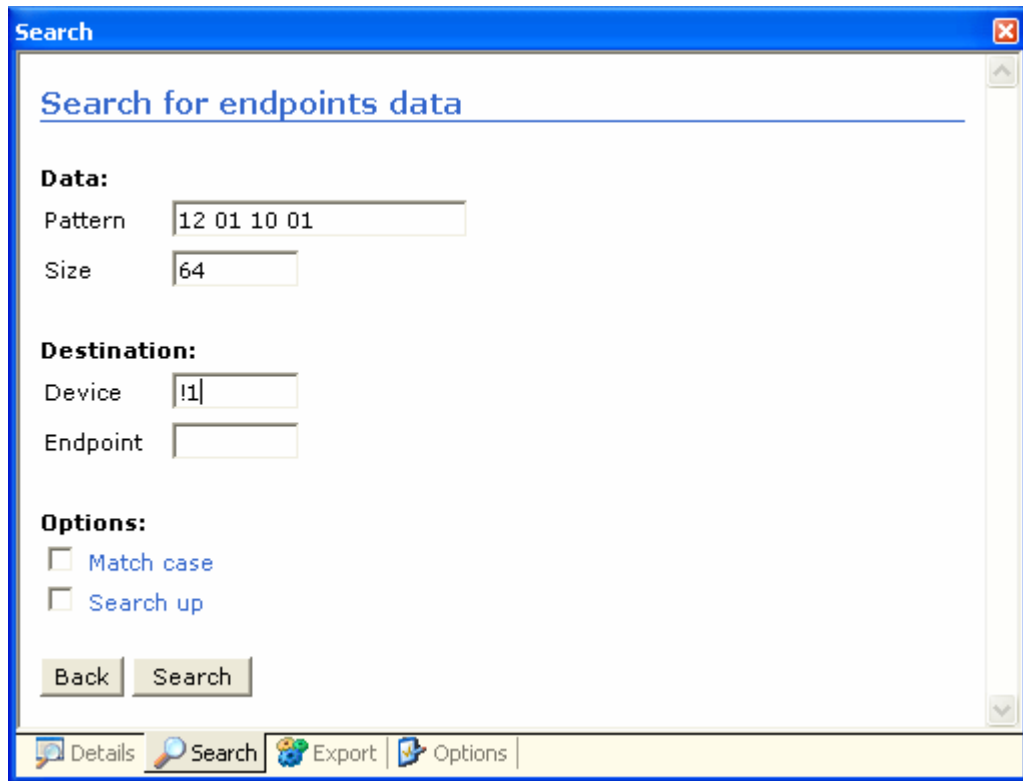 Search
Search for endpoints data
Data:
Pattern 12 01 10 01
Size 64
Destination:
Device !1
Endpoint
Options:
Match case
Search up
Back Search
Details Search Export Options